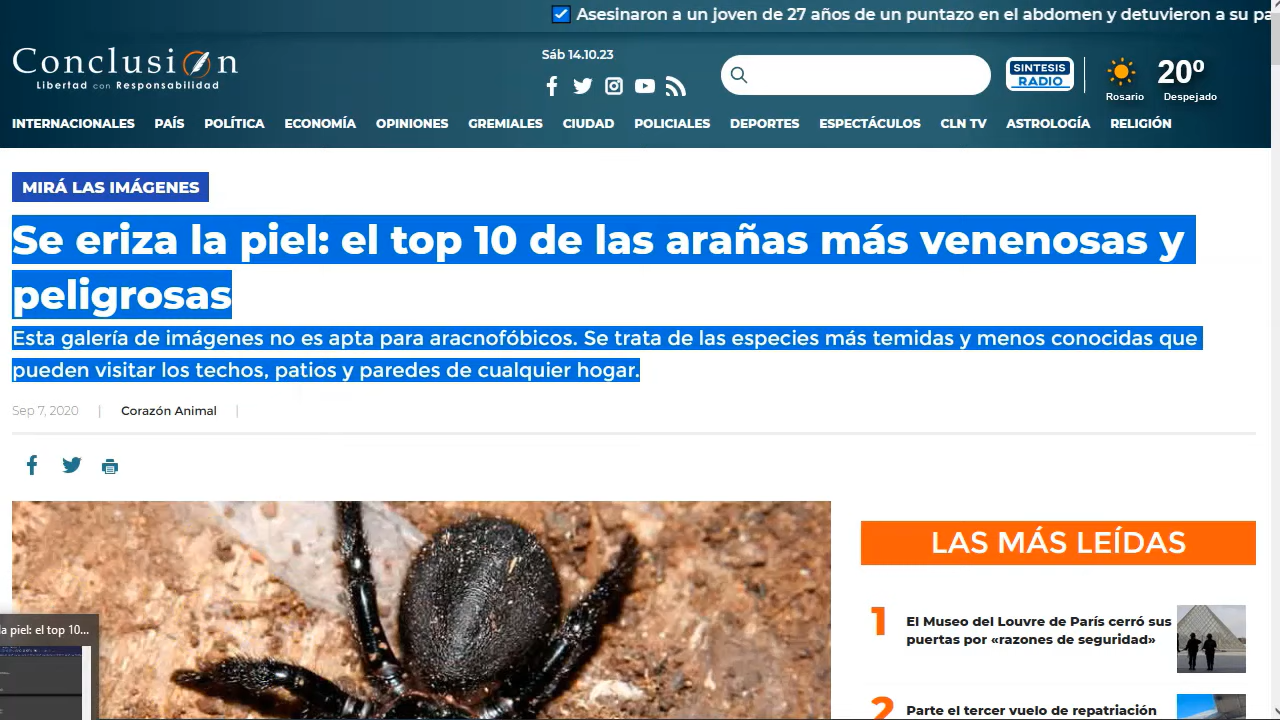 Asesinaron a un joven de 27 años de un puntazo en el abdomen y detuvieron a su pa
Conclusión
Libertad con Responsabilidad
Sáb 14.10.23
SINTESIS
RADIO
20º
Rosario Despejado
INTERNACIONALES PAÍS POLÍTICA ECONOMÍA OPINIONES GREMIALES CIUDAD POLICIALES DEPORTES ESPECTÁCULOS CLN TV ASTROLOGÍA RELIGIÓN
MIRÁ LAS IMÁGENES
Se eriza la piel: el top 10 de las arañas más venenosas y
peligrosas
Esta galería de imágenes no es apta para aracnofóbicos. Se trata de las especies más temidas y menos conocidas que
pueden visitar los techos, patios y paredes de cualquier hogar.
Sep 7, 2020 | Corazón Animal |
LAS MÁS LEÍDAS
1 El Museo del Louvre de París cerró sus
puertas por «razones de seguridad»
2 Parte el tercer vuelo de repatriación
la piel: el top 10...